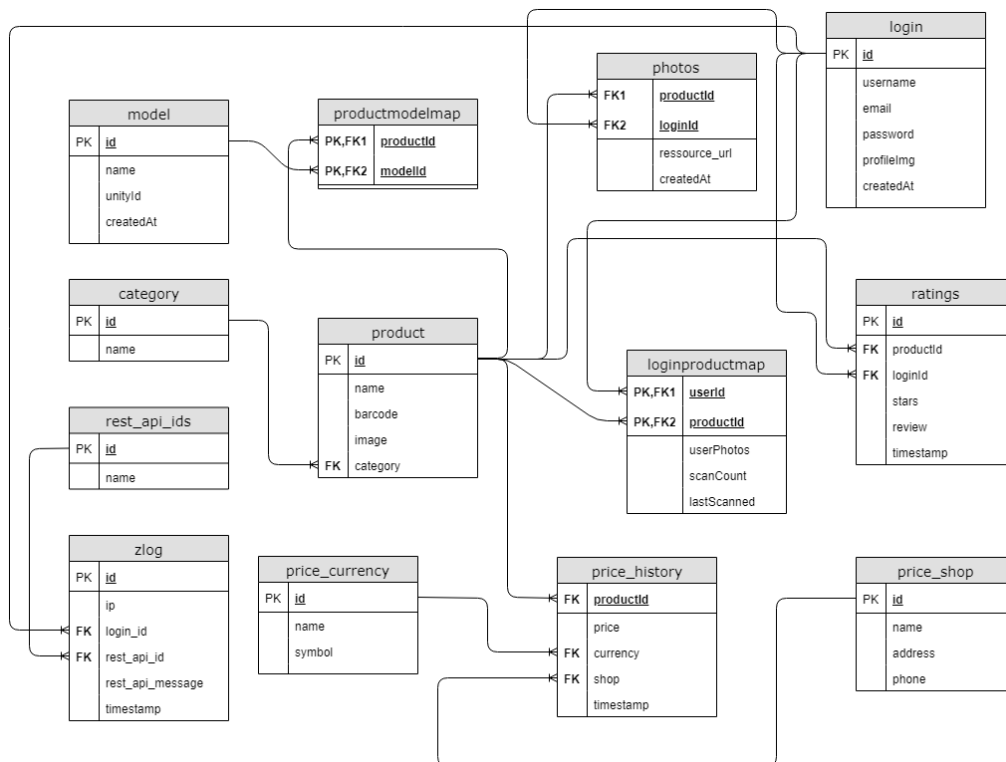 login
PK id
username
email
password
profileImg
createdAt
photos
FK1 productId
FK2 loginId
ressource_url
createdAt
model
PK id
name
unityId
createdAt
productmodelmap
PK,FK1 productId
PK,FK2 modelId
category
PK id
name
product
PK id
name
barcode
image
FK category
ratings
PK id
FK productId
FK loginId
stars
review
timestamp
loginproductmap
PK,FK1 userId
PK,FK2 productId
userPhotos
scanCount
lastScanned
rest_api_ids
PK id
name
zlog
PK id
ip
FK login_id
FK rest_api_id
rest_api_message
timestamp
price_currency
PK id
name
symbol
price_history
FK productId
price
FK currency
FK shop
timestamp
price_shop
PK id
name
address
phone